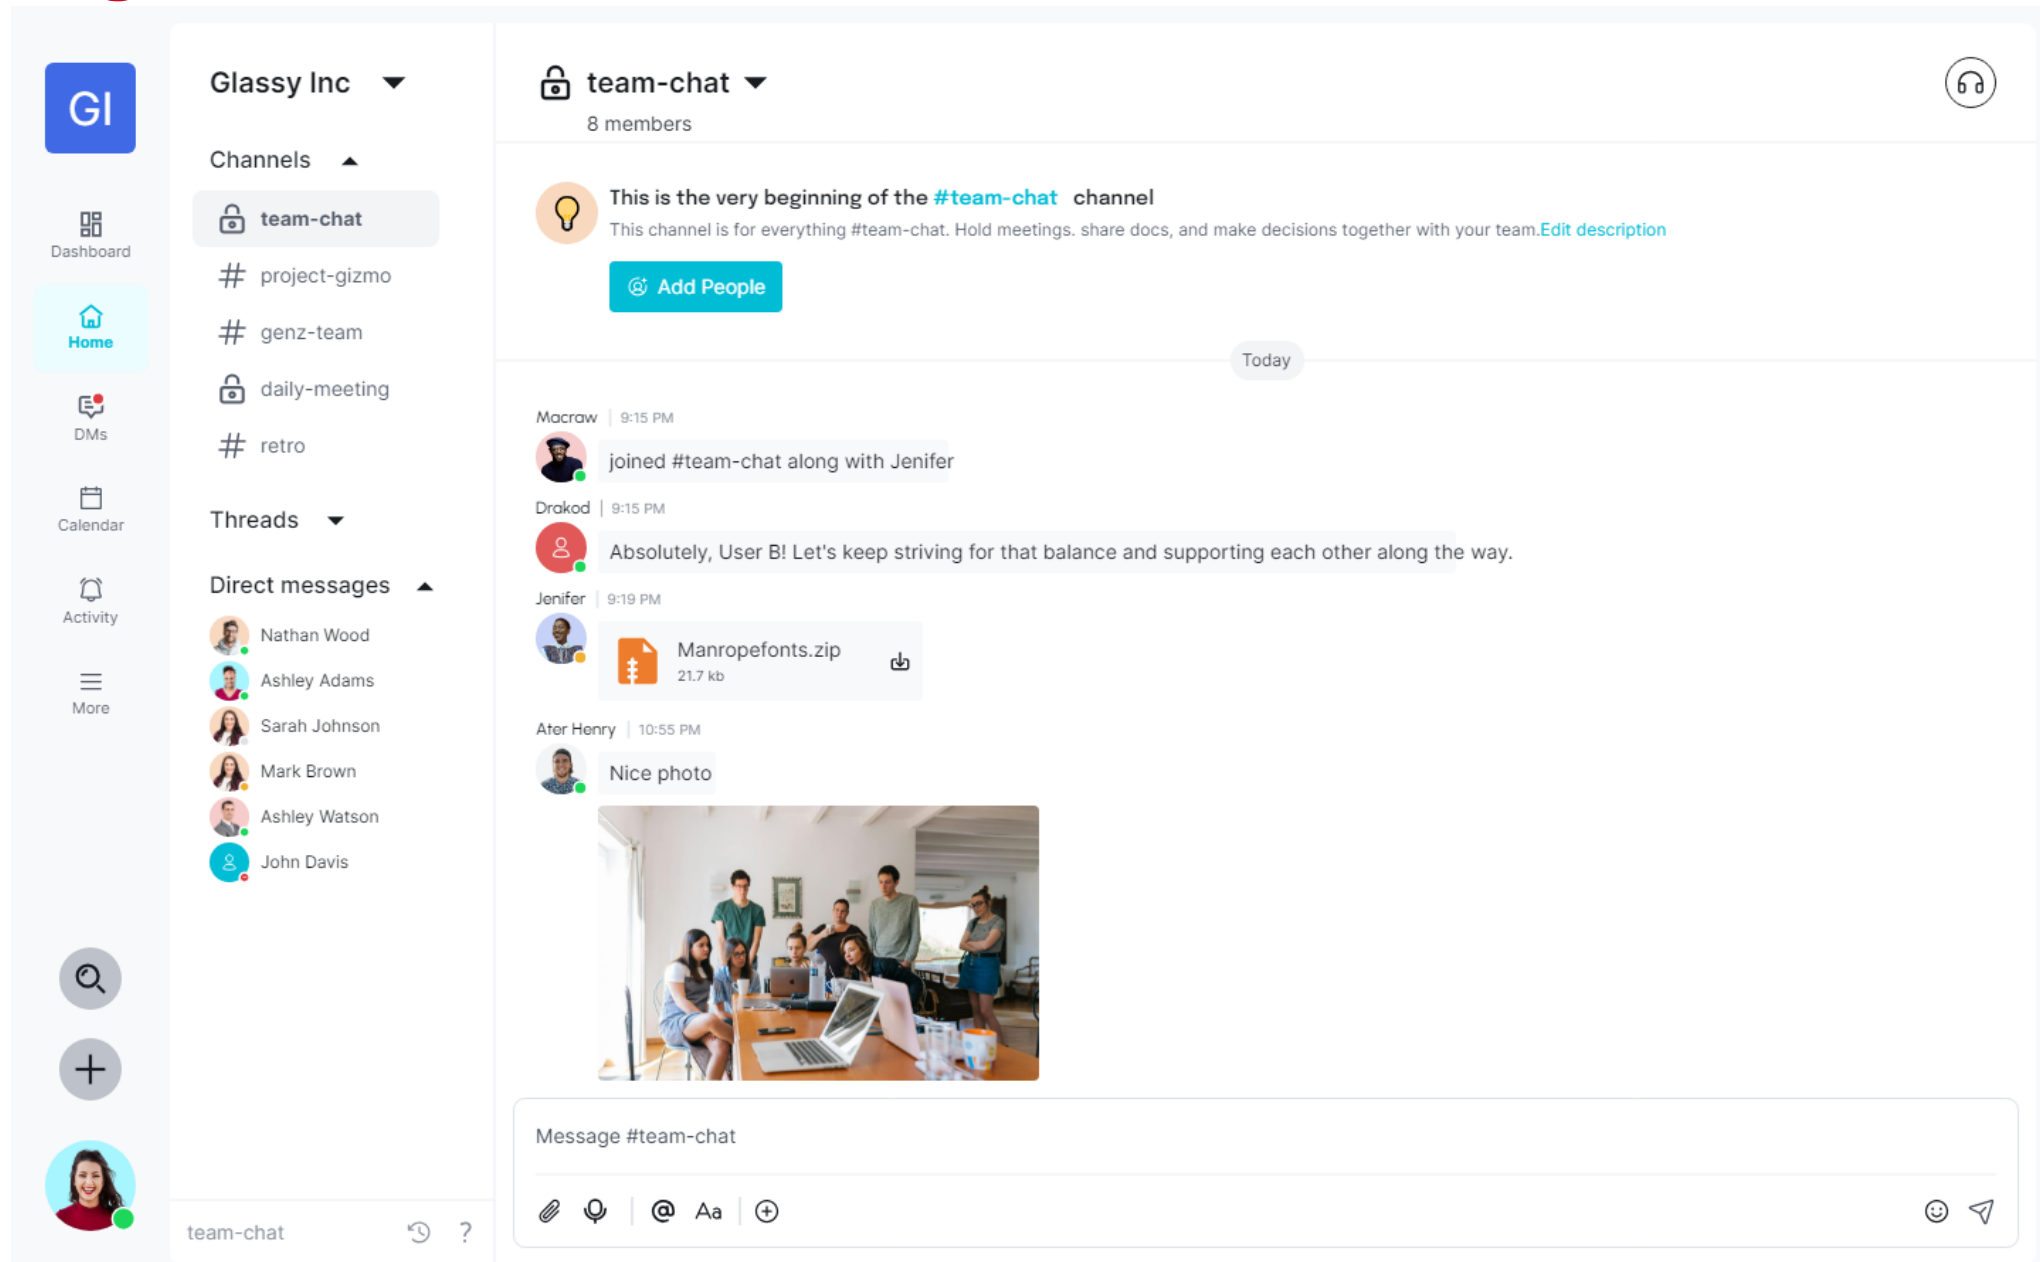 GI
Dashboard
Home
DMs
Calendar
Activity
More
Glassy Inc
Channels
team-chat
# project-gizmo
# genz-team
daily-meeting
# retro
Threads
Direct messages
Nathan Wood
Ashley Adams
Sarah Johnson
Mark Brown
Ashley Watson
John Davis
team-chat ?
team-chat
8 members
This is the very beginning of the #team-chat channel
This channel is for everything #team-chat. Hold meetings. share docs, and make decisions together with your team.Edit description
Add People
Today
Macraw | 9:15 PM
joined #team-chat along with Jenifer
Drakod | 9:15 PM
Absolutely, User B! Let's keep striving for that balance and supporting each other along the way.
Jenifer | 9:19 PM
Manropefonts.zip
21.7 kb
Ater Henry | 10:55 PM
Nice photo
Message #team-chat
@ Aa